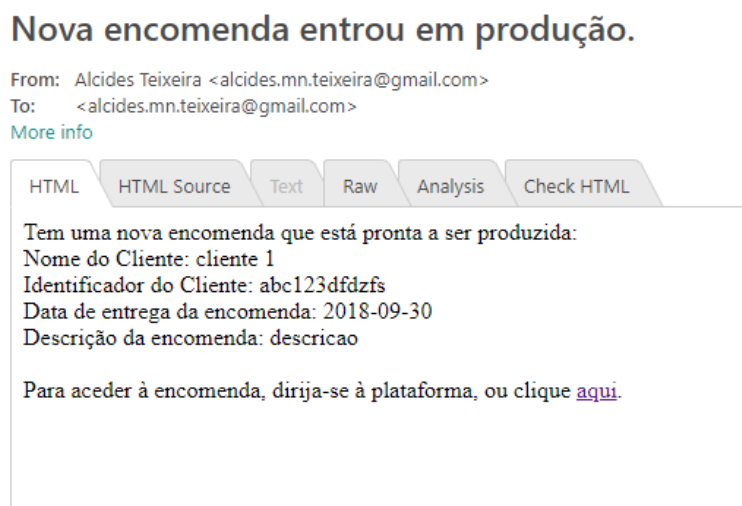 Nova encomenda entrou em produção.
From: Alcides Teixeira <alcides.mn.teixeira@gmail.com>
To: <alcides.mn.teixeira@gmail.com>
More info
HTML HTML Source Text Raw Analysis Check HTML
Tem uma nova encomenda que está pronta a ser produzida:
Nome do Cliente: cliente 1
Identificador do Cliente: abc123dfdzfs
Data de entrega da encomenda: 2018-09-30
Descrição da encomenda: descricao
Para aceder à encomenda, dirija-se à plataforma, ou clique aqui.